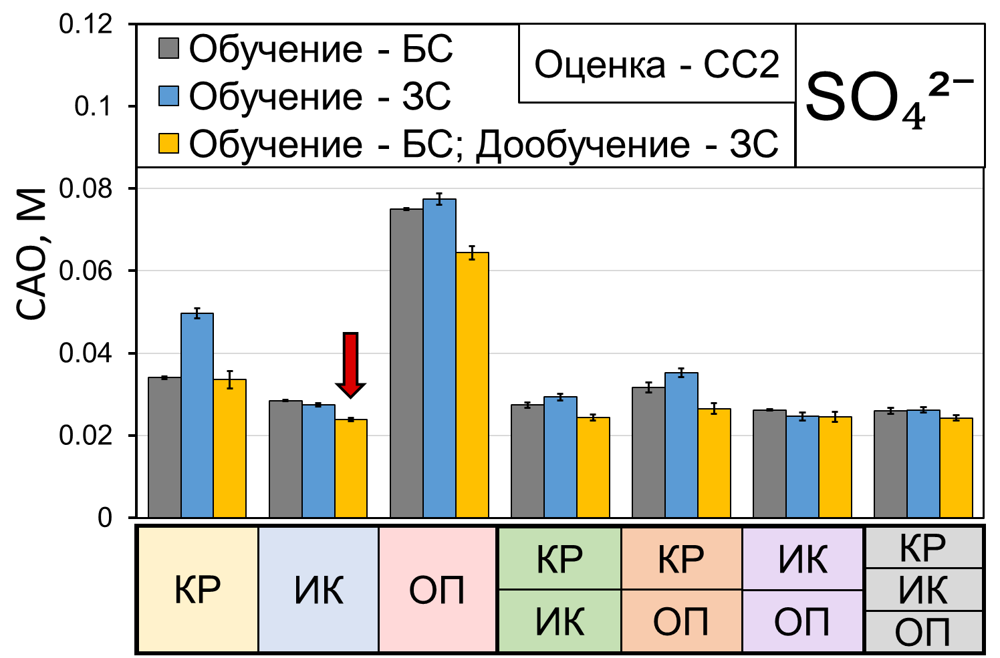 0.12
0.1
0.08
0.06
0.04
0.02
0
САО, М
Обучение - БС
Обучение - ЗС
Обучение - БС; Дообучение - ЗС
Оценка - СС2
SO₄²⁻
КР
ИК
ОП
КР
ИК
КР
ОП
ИК
ОП
КР
ИК
ОП